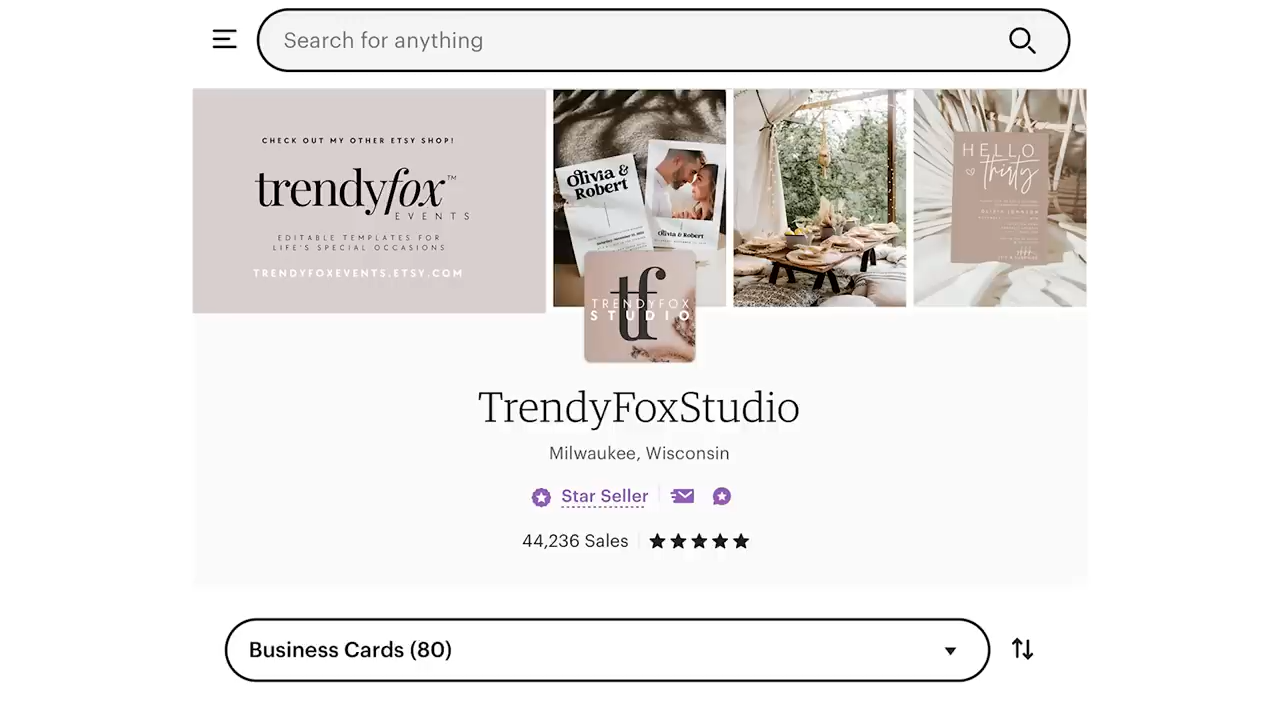 Search for anything
CHECK OUT MY OTHER ETSY SHOP!
trendyfox™
EVENTS
EDITABLE TEMPLATES FOR
LIFE'S SPECIAL OCCASIONS
TRENDYFOXEVENTS.ETSY.COM
Olivia &
Robert
Olivia & Robert
HELLO
thirty
tf
TRENDYFOX
STUDIO
TrendyFoxStudio
Milwaukee, Wisconsin
Star Seller
44,236 Sales
Business Cards (80)